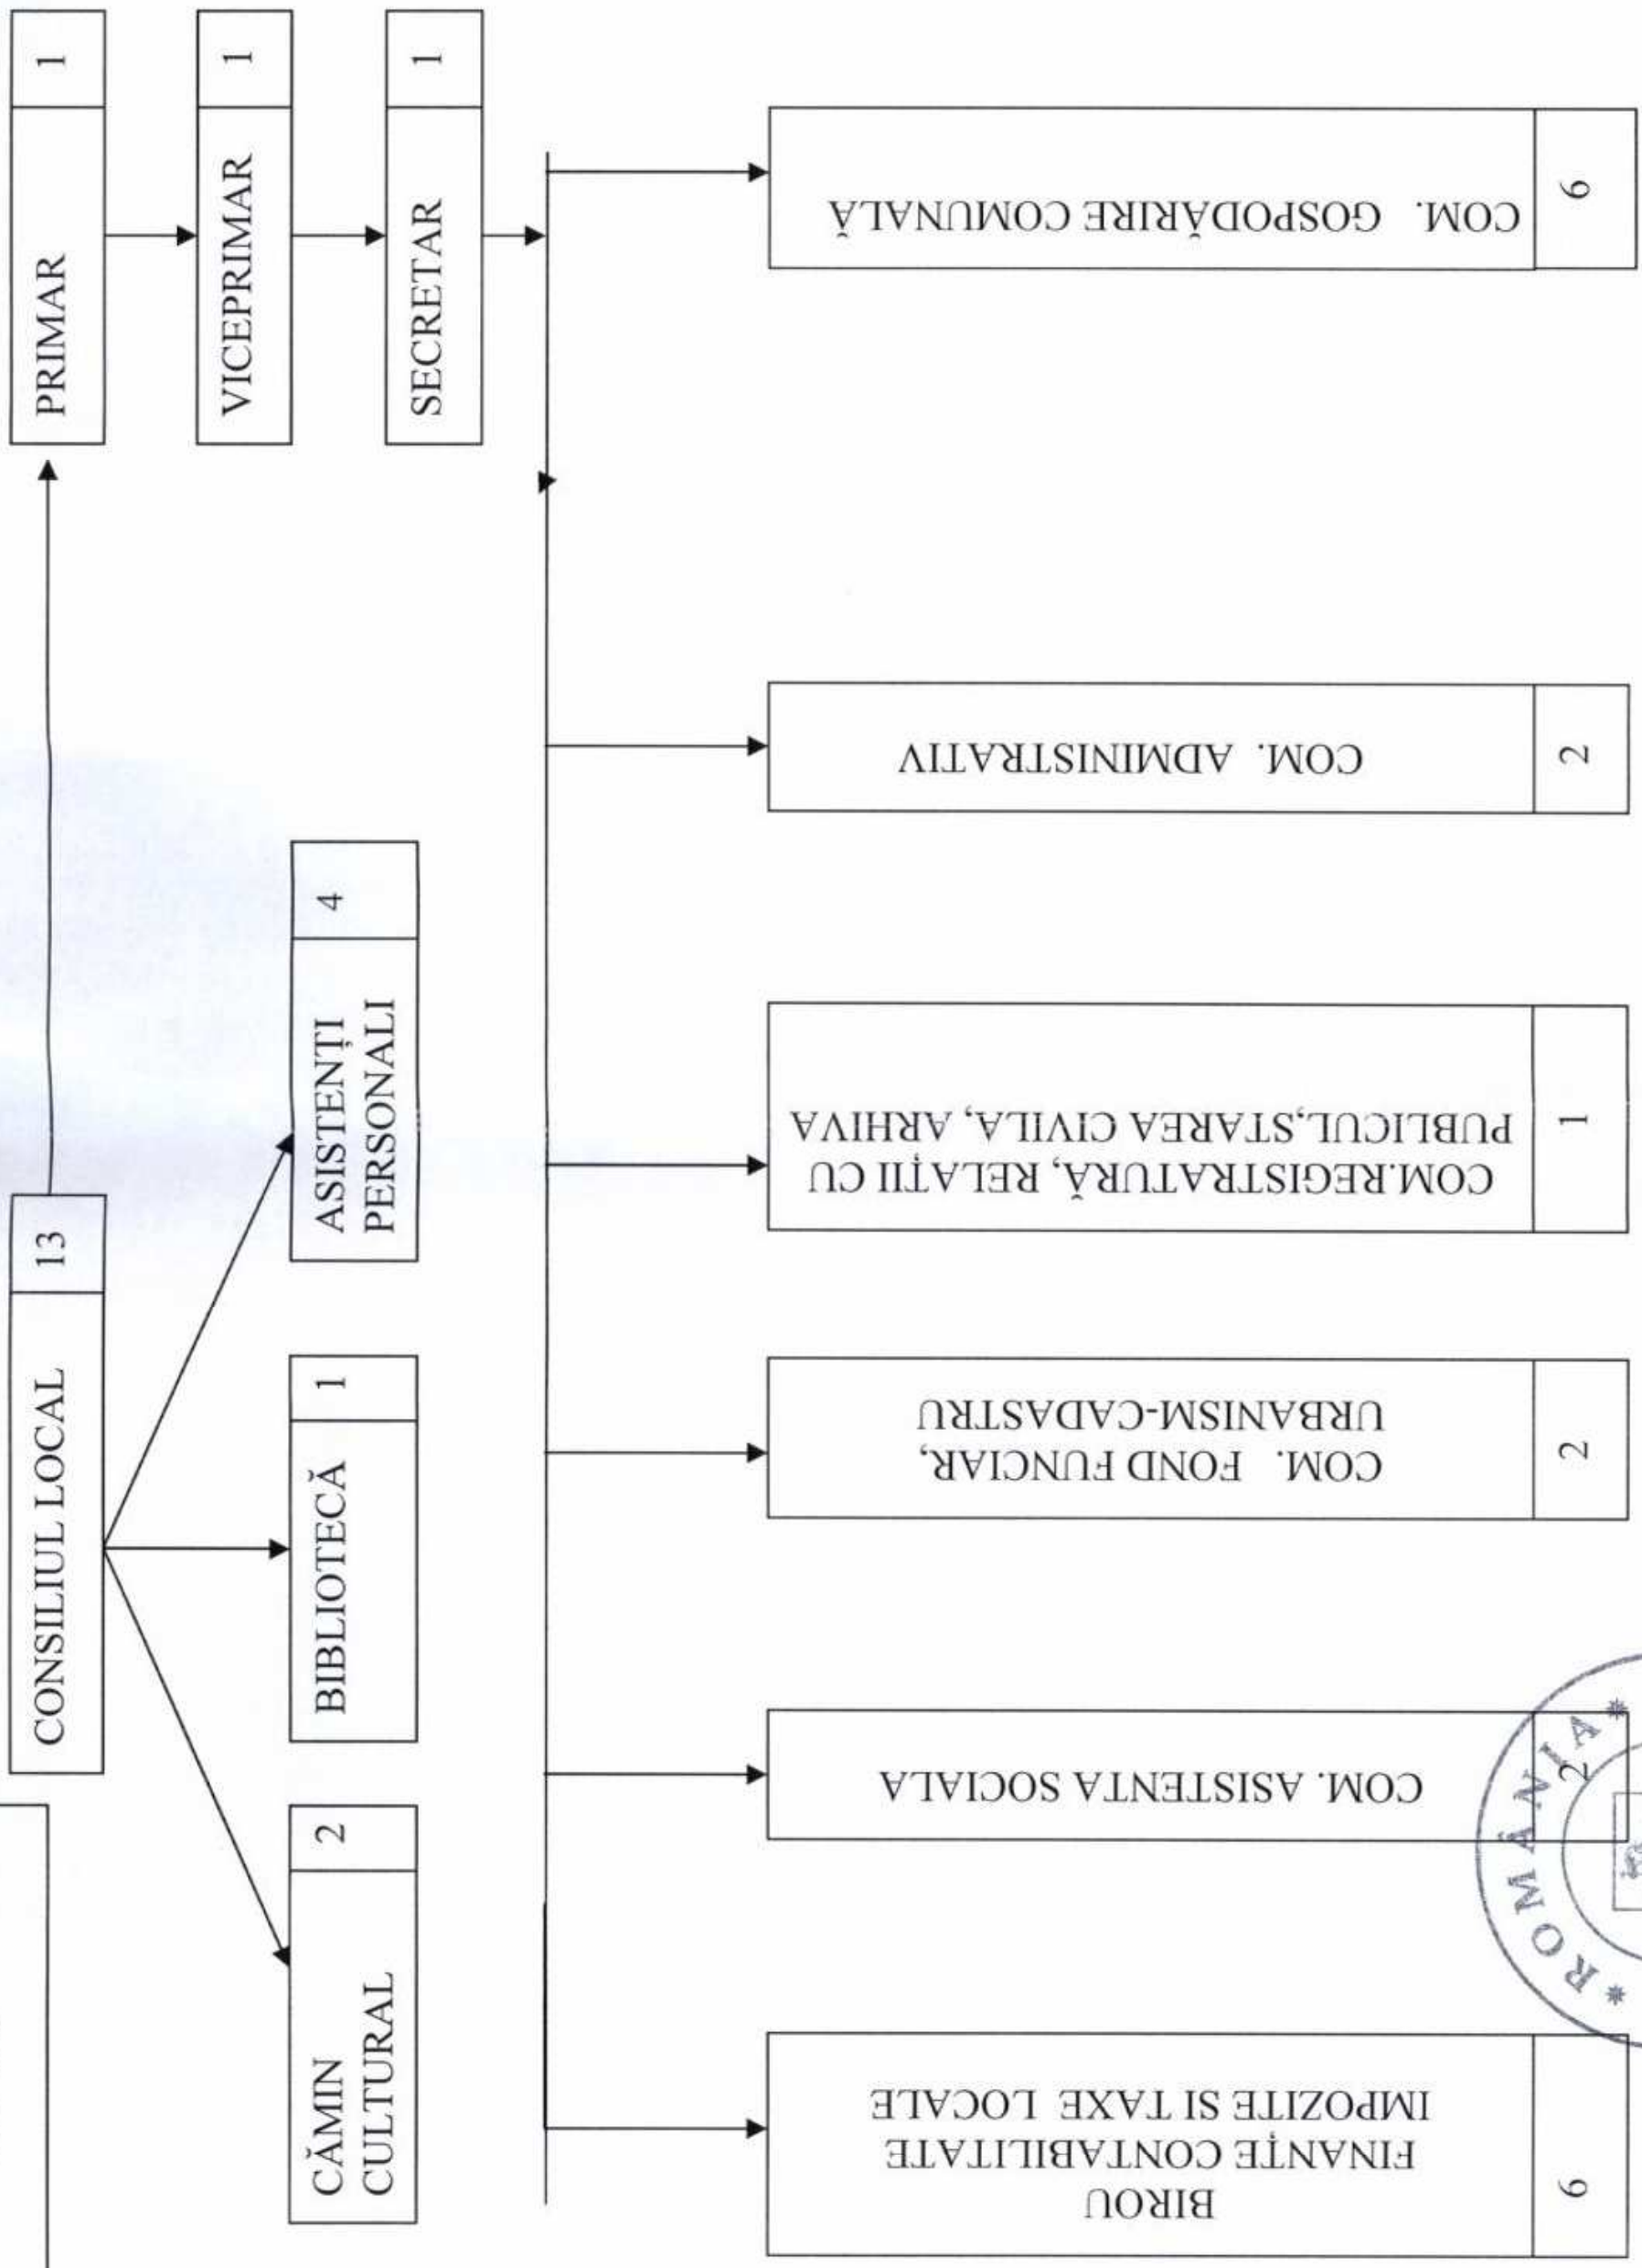 CONSILIUL LOCAL
13
PRIMAR
1
VICEPRIMAR
1
SECRETAR
1
CĂMIN
CULTURAL
2
BIBLIOTECĂ
1
ASISTENȚI
PERSONALI
4
BIROU
FINANȚE CONTABILITATE
IMPOZITE SI TAXE LOCALE
6
COM. ASISTENTA SOCIALA
2
COM. FOND FUNCIAR,
URBANISM-CADASTRU
2
COM.REGISTRATURĂ, RELAȚII CU
PUBLICUL,STAREA CIVILA, ARHIVA
1
COM. ADMINISTRATIV
2
COM. GOSPODĂRIRE COMUNALĂ
6
* ROMÂNIA *